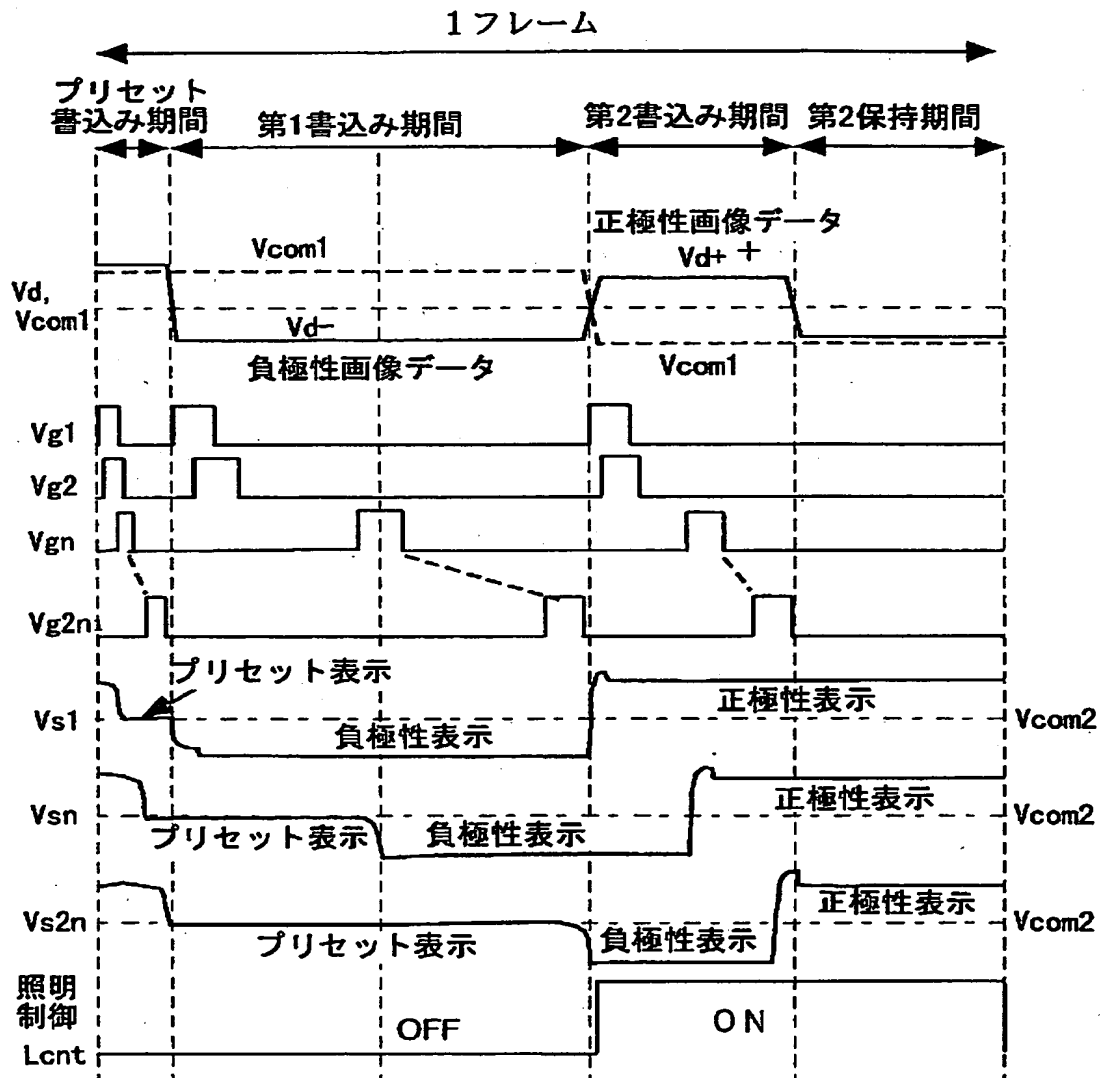 1フレーム
プリセット
書込み期間
第1書込み期間
第2書込み期間
第2保持期間
正極性画像データ
Vcom1
Vd+ +
Vd,
Vcom1
Vd-
負極性画像データ
Vcom1
Vg1
Vg2
Vgn
Vg2ni
プリセット表示
正極性表示
Vs1
Vcom2
負極性表示
正極性表示
Vsn
Vcom2
プリセット表示
負極性表示
正極性表示
Vs2n
Vcom2
プリセット表示
負極性表示
照明
制御
OFF
ON
Lcnt